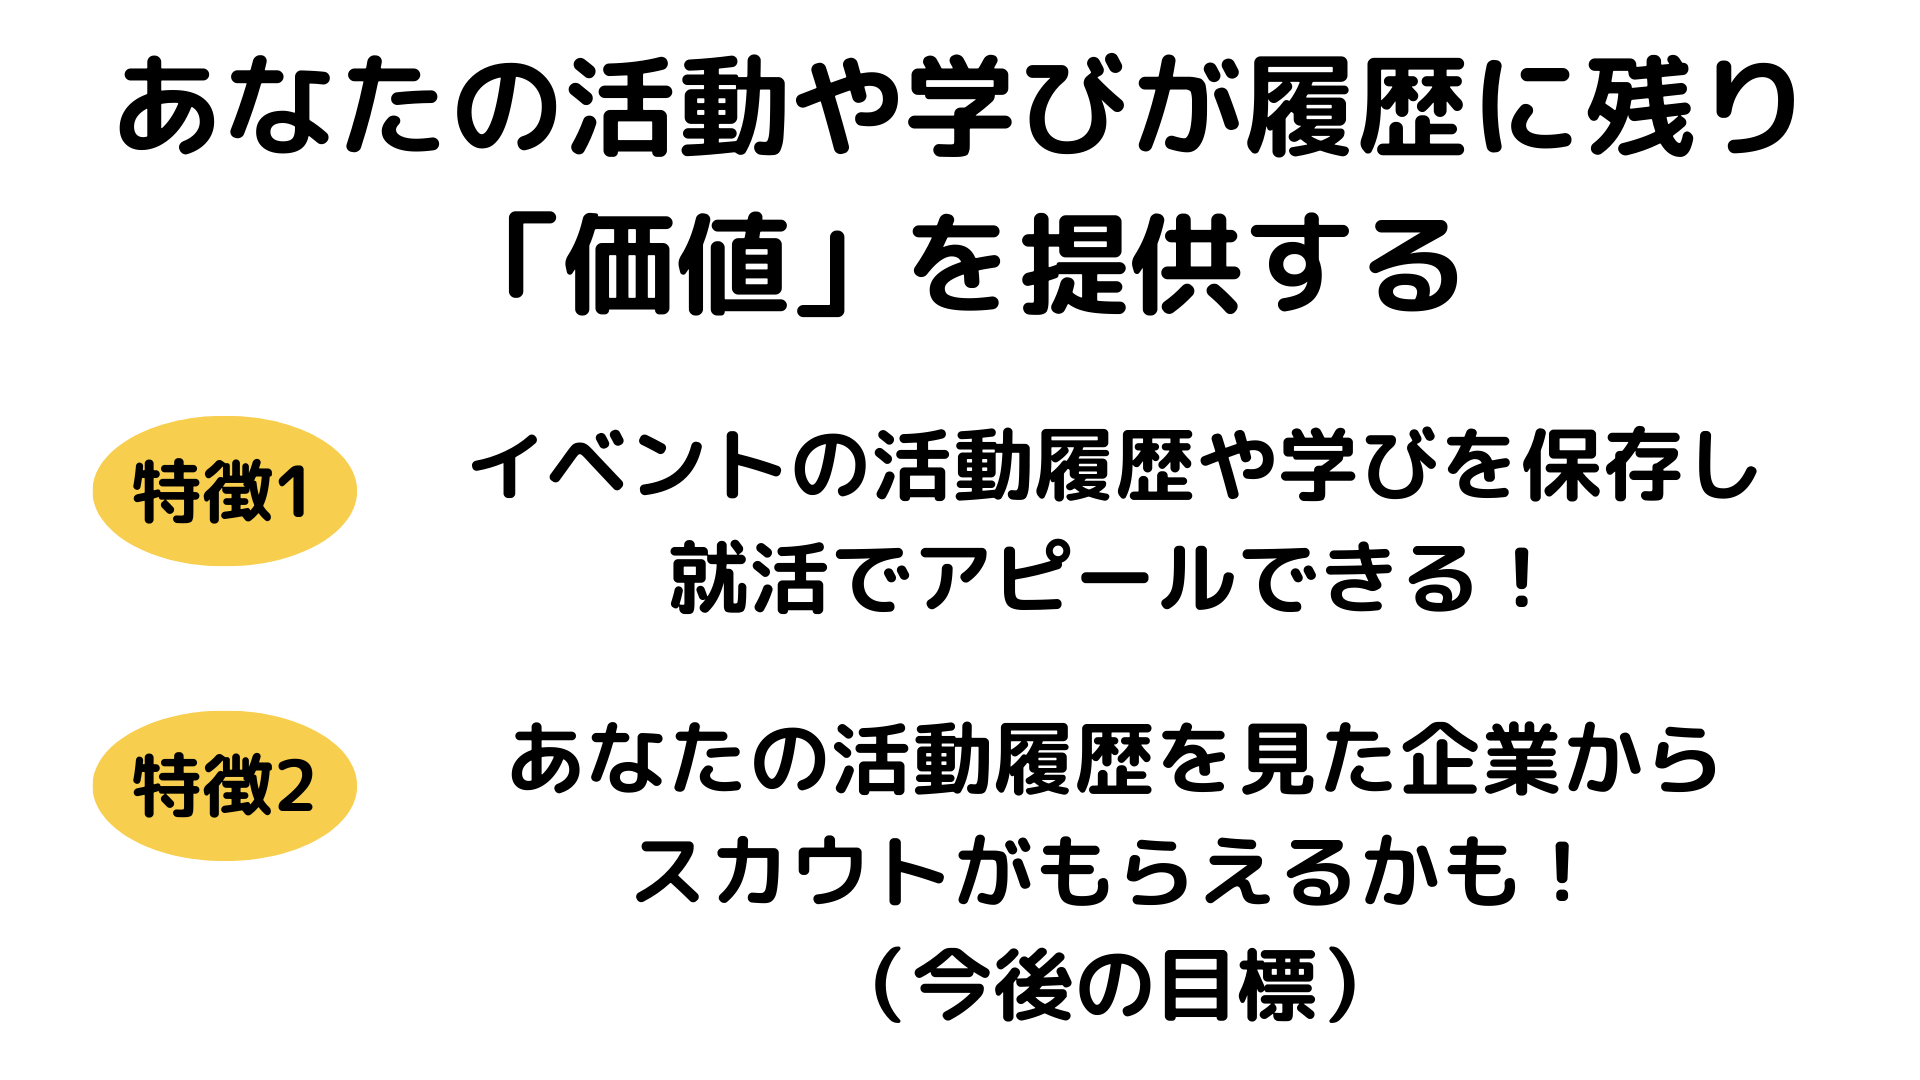 あなたの活動や学びが履歴に残り
「価値」を提供する
特徴1
イベントの活動履歴や学びを保存し
就活でアピールできる！
特徴2
あなたの活動履歴を見た企業から
スカウトがもらえるかも！
（今後の目標）